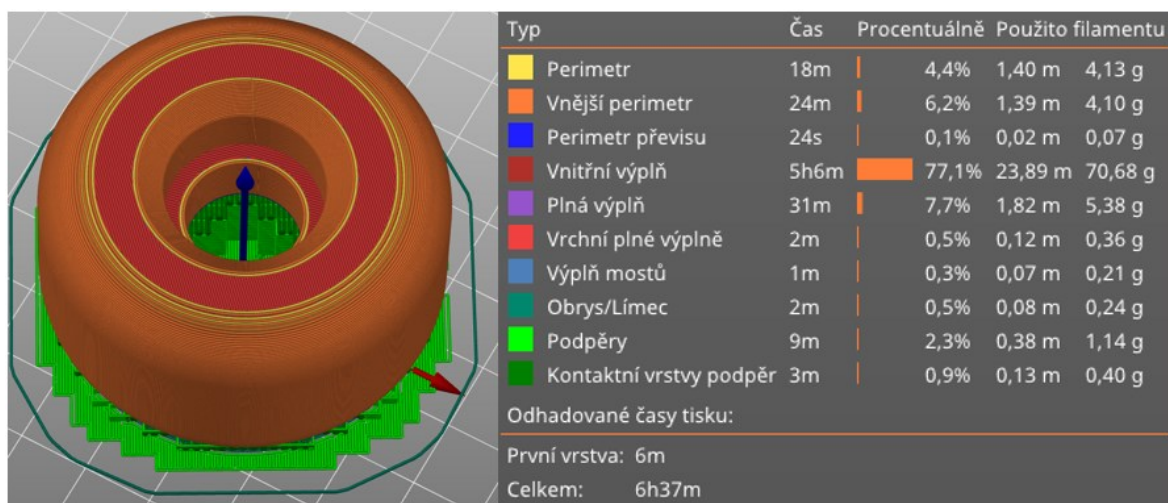 Typ Čas Procentuálně Použito filamentu
Perimetr 18m 4,4% 1,40 m 4,13 g
Vnější perimetr 24m 6,2% 1,39 m 4,10 g
Perimetr převisu 24s 0,1% 0,02 m 0,07 g
Vnitřní výplň 5h6m 77,1% 23,89 m 70,68 g
Plná výplň 31m 7,7% 1,82 m 5,38 g
Vrchní plné výplně 2m 0,5% 0,12 m 0,36 g
Výplň mostů 1m 0,3% 0,07 m 0,21 g
Obrys/Límec 2m 0,5% 0,08 m 0,24 g
Podpěry 9m 2,3% 0,38 m 1,14 g
Kontaktní vrstvy podpěr 3m 0,9% 0,13 m 0,40 g
Odhadované časy tisku:
První vrstva: 6m
Celkem: 6h37m